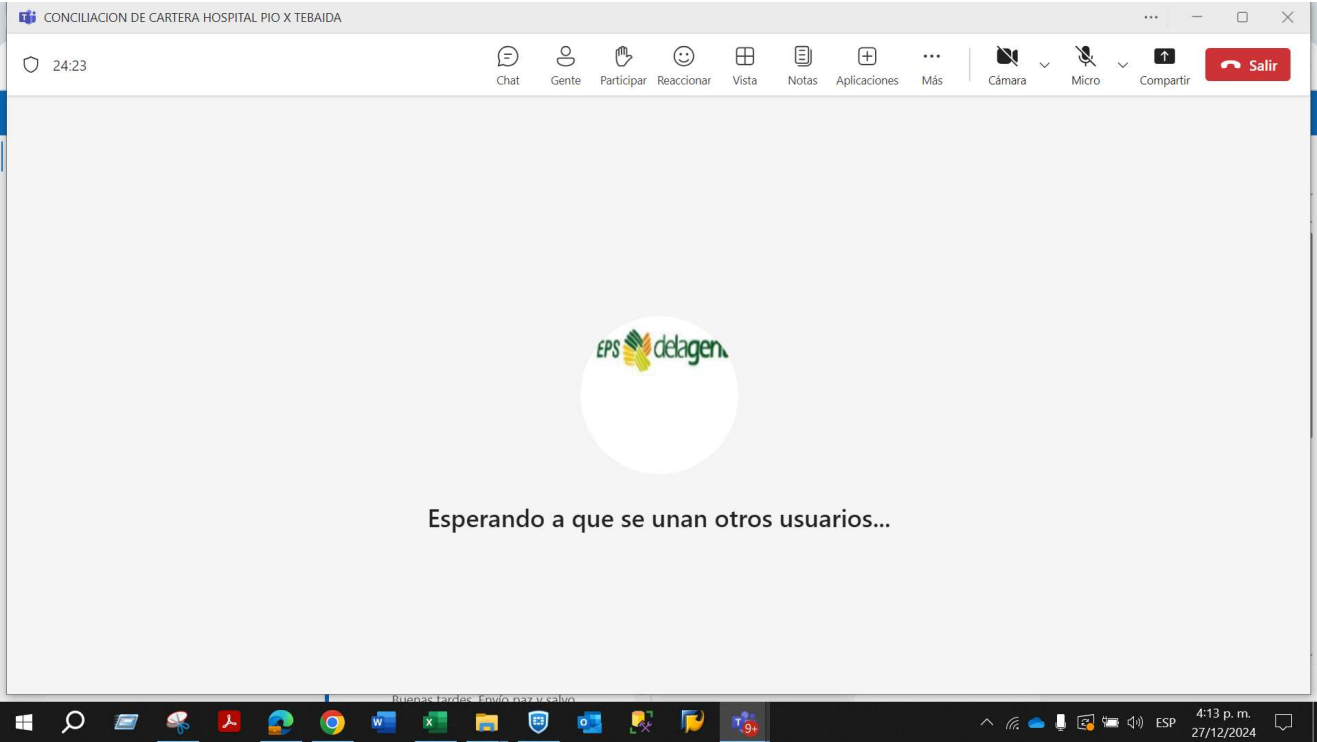 CONCILIACION DE CARTERA HOSPITAL PIO X TEBAIDA
24:23
Chat
Gente
Participar
Reaccionar
Vista
Notas
Aplicaciones
Más
Cámara
Micro
Compartir
Salir
EPS delagen
Esperando a que se unan otros usuarios...
Buenas tardes. Envío paz y salvo
9+
ESP
4:13 p. m.
27/12/2024